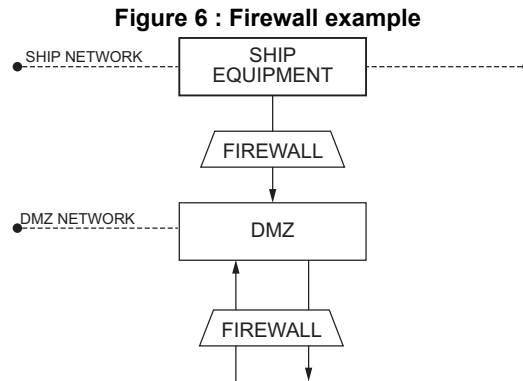 Figure 6 : Firewall example
SHIP NETWORK
SHIP
EQUIPMENT
FIREWALL
DMZ NETWORK
DMZ
FIREWALL